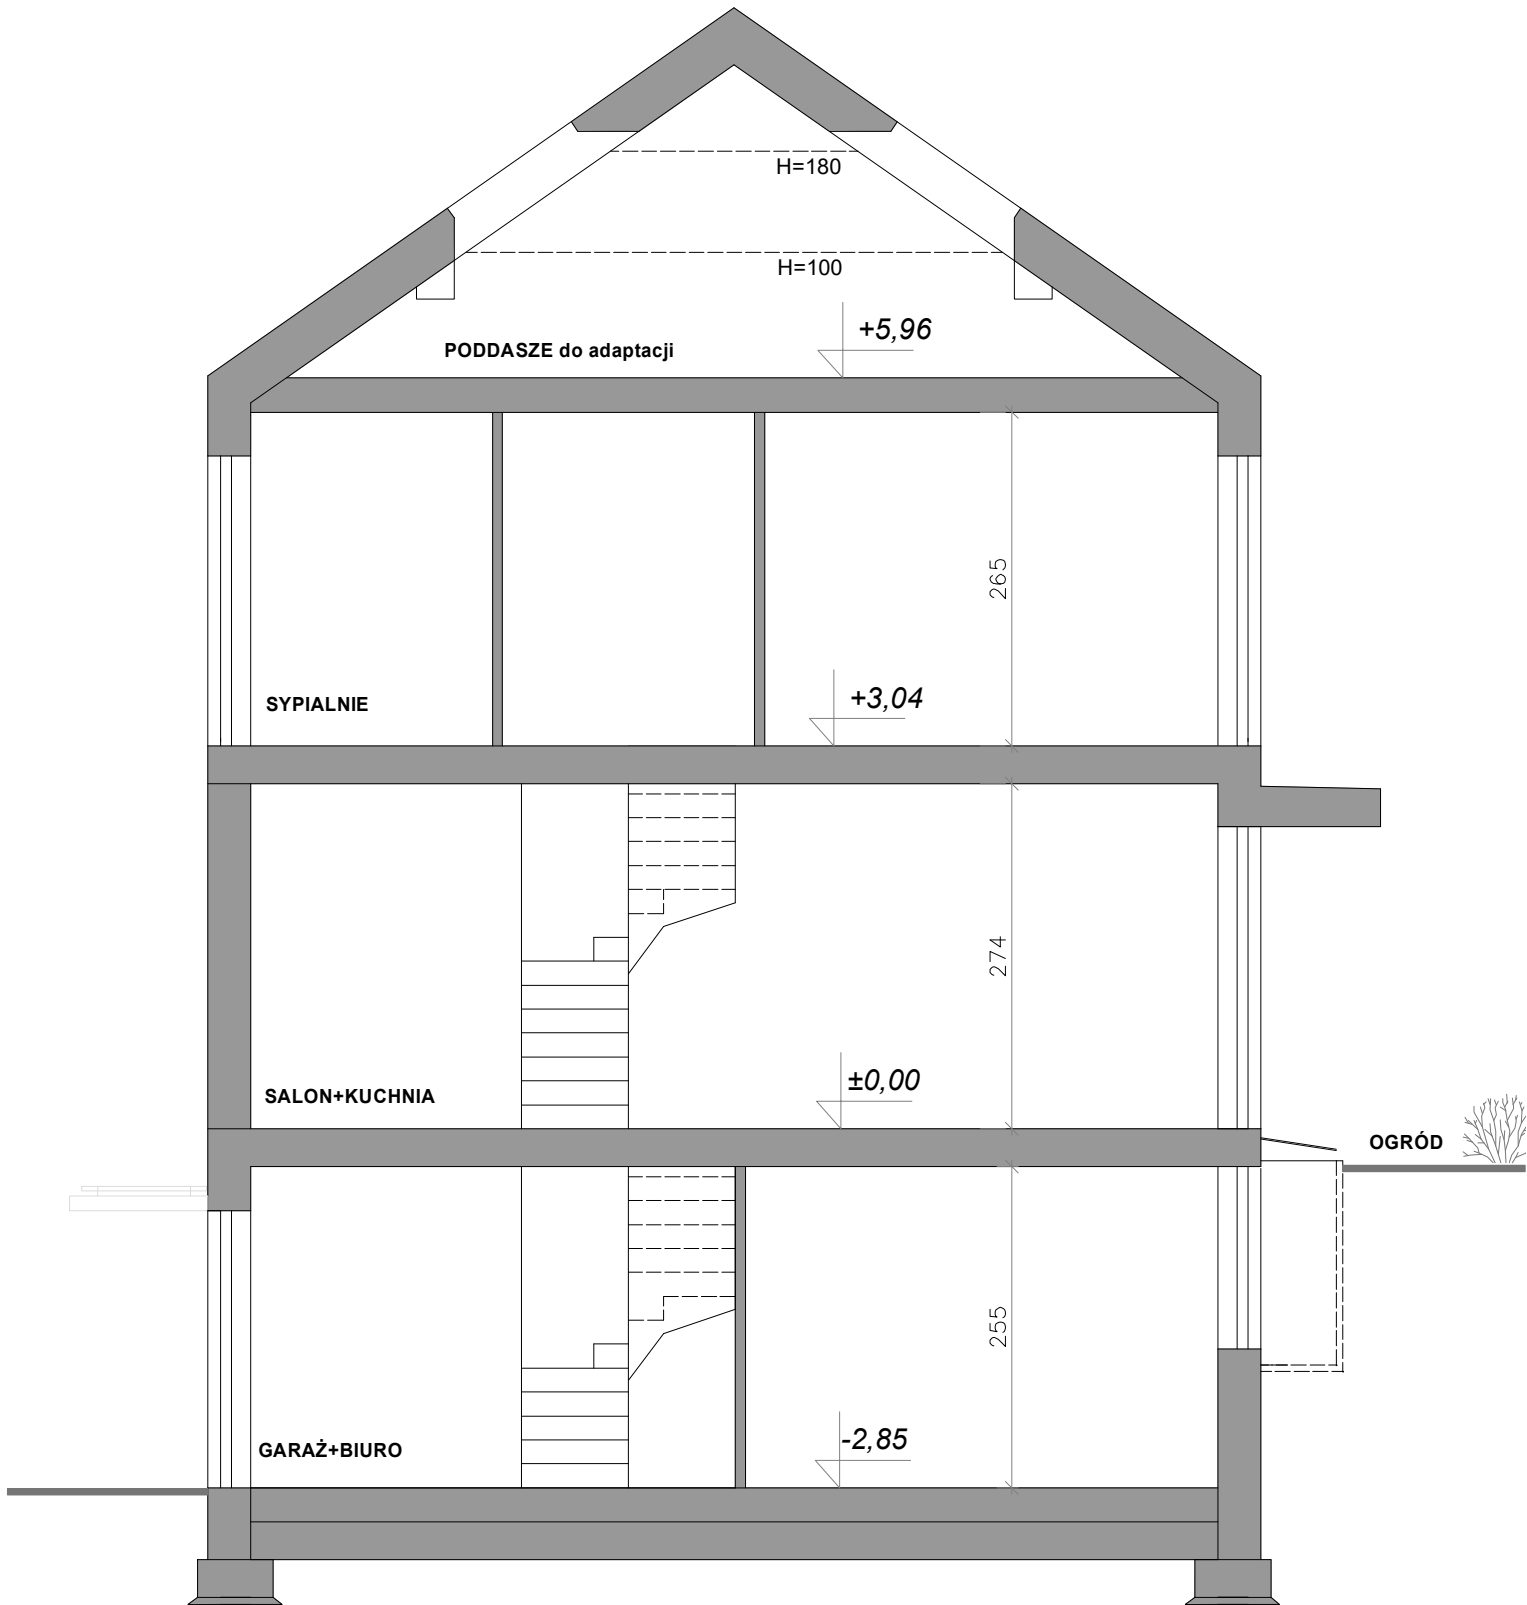 H=180
H=100
+5,96
PODDASZE do adaptacji
265
SYPIALNIE
+3,04
274
SALON+KUCHNIA
±0,00
OGRÓD
255
GARAŻ+BIURO
-2,85